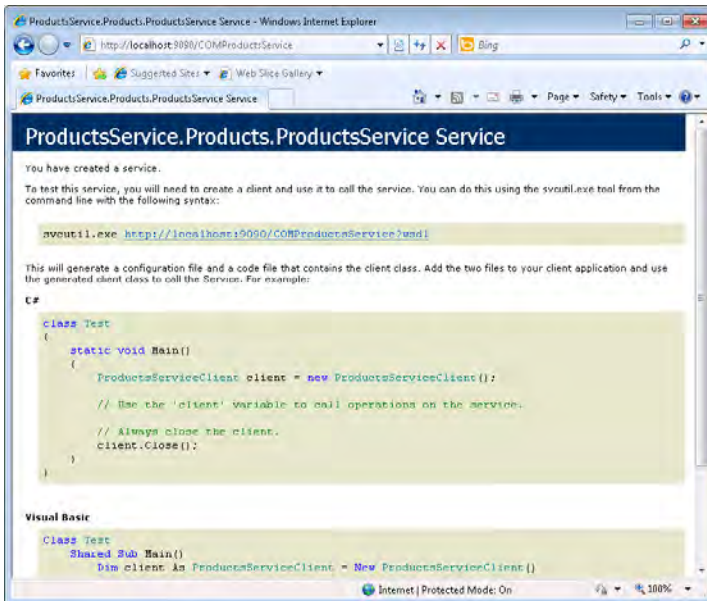 ProductsService.Products.ProductsService Service - Windows Internet Explorer
http://localhost:9090/COMProductsService
Bing
Favorites Suggested Sites Web Slice Gallery
ProductsService.Products.ProductsService Service Page Safety Tools
ProductsService.Products.ProductsService Service
You have created a service.
To test this service, you will need to create a client and use it to call the service. You can do this using the svcutil.exe tool from the
command line with the following syntax:
svcutil.exe http://localhost:9090/COMProductsService?wsdl
This will generate a configuration file and a code file that contains the client class. Add the two files to your client application and use
the generated client class to call the Service. For example:
C#
class Test
{
static void Main()
{
ProductsServiceClient client = new ProductsServiceClient();
// Use the 'client' variable to call operations on the service.
// Always close the client.
client.Close();
}
}
Visual Basic
Class Test
Shared Sub Main()
Dim client As ProductsServiceClient = New ProductsServiceClient()
Internet | Protected Mode: On 100%